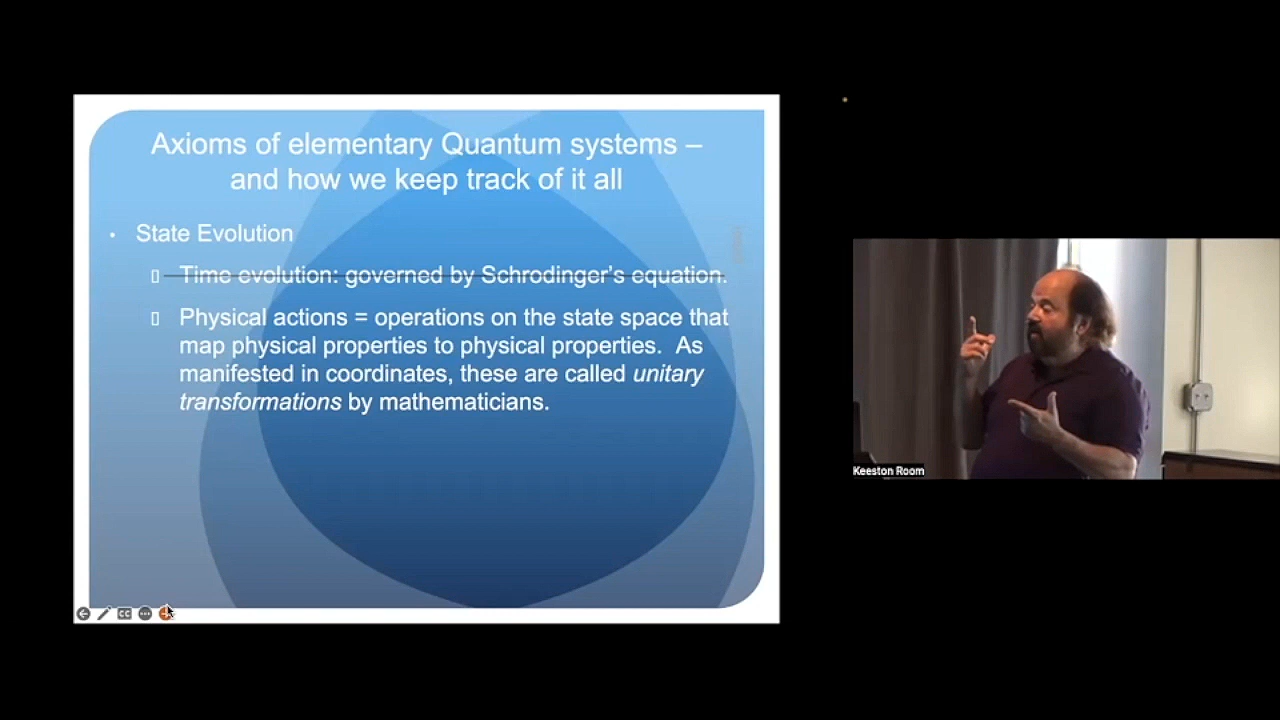 Axioms of elementary Quantum systems –
and how we keep track of it all
• State Evolution
▯ Time evolution: governed by Schrodinger’s equation.
▯ Physical actions = operations on the state space that
map physical properties to physical properties.  As
manifested in coordinates, these are called unitary
transformations by mathematicians.
CC
Keeston Room